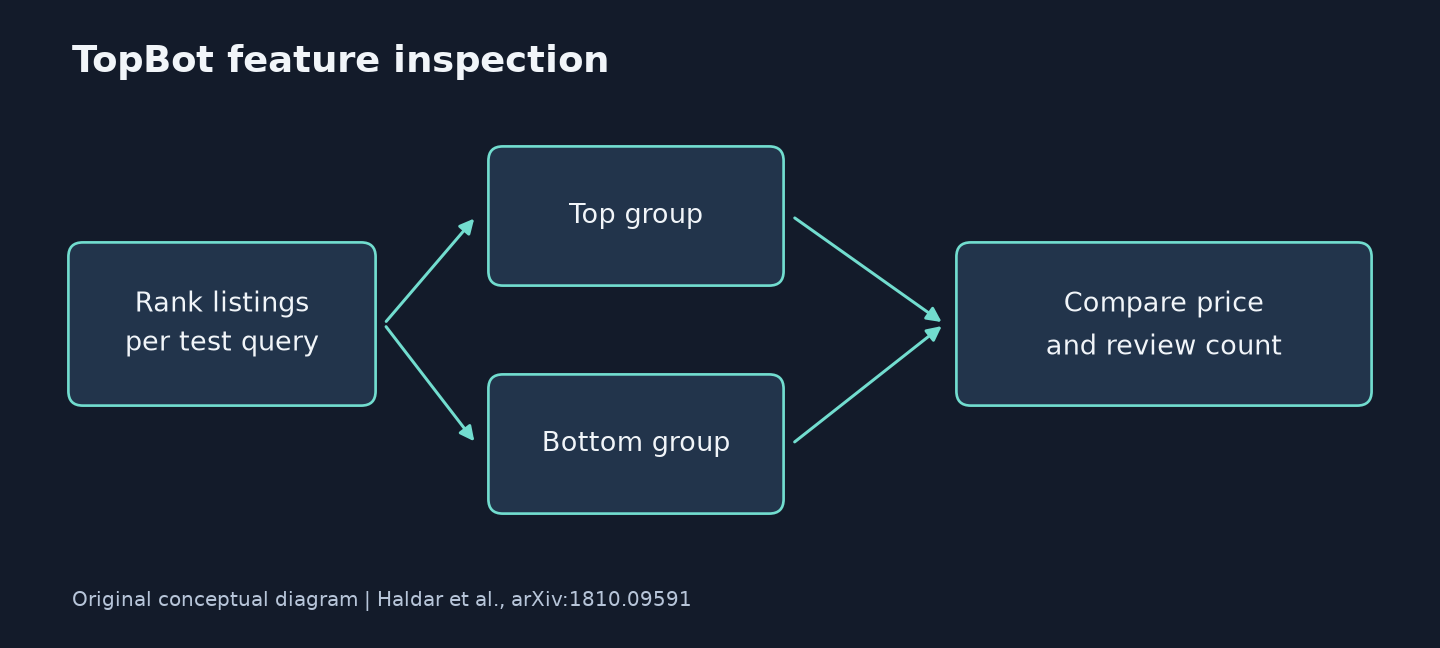 TopBot feature inspection
Rank listings
per test query
Top group
Bottom group
Compare price
and review count
Original conceptual diagram | Haldar et al., arXiv:1810.09591